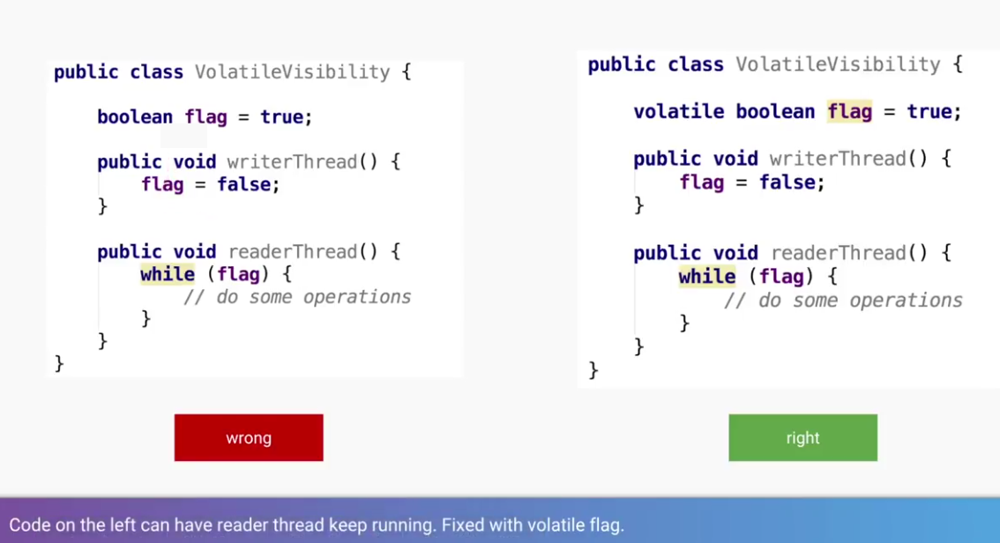 public class VolatileVisibility {
boolean flag = true;
public void writerThread() {
flag = false;
}
public void readerThread() {
while (flag) {
// do some operations
}
}
}
wrong
public class VolatileVisibility {
volatile boolean flag = true;
public void writerThread() {
flag = false;
}
public void readerThread() {
while (flag) {
// do some operations
}
}
}
right
Code on the left can have reader thread keep running. Fixed with volatile flag.